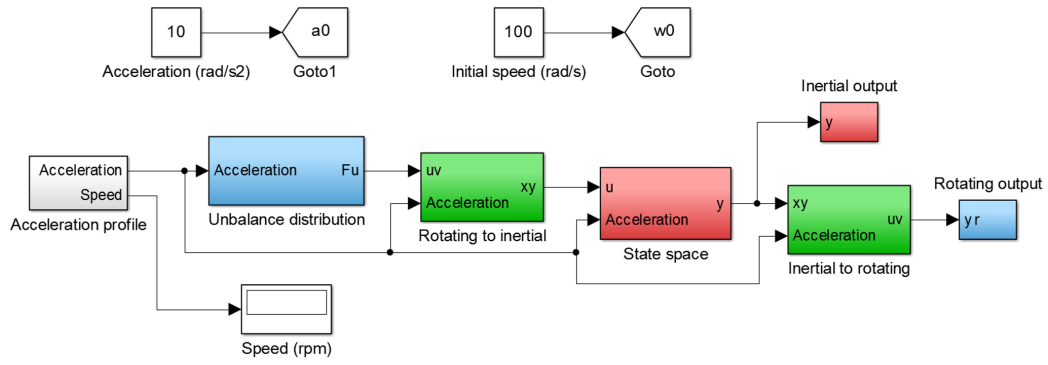 10
a0
100
w0
Acceleration (rad/s2)
Goto1
Initial speed (rad/s)
Goto
Inertial output
y
Acceleration
Speed
Acceleration profile
Acceleration
Fu
Unbalance distribution
uv
xy
Acceleration
Rotating to inertial
u
y
Acceleration
State space
xy
uv
Acceleration
Inertial to rotating
Rotating output
yr
Speed (rpm)